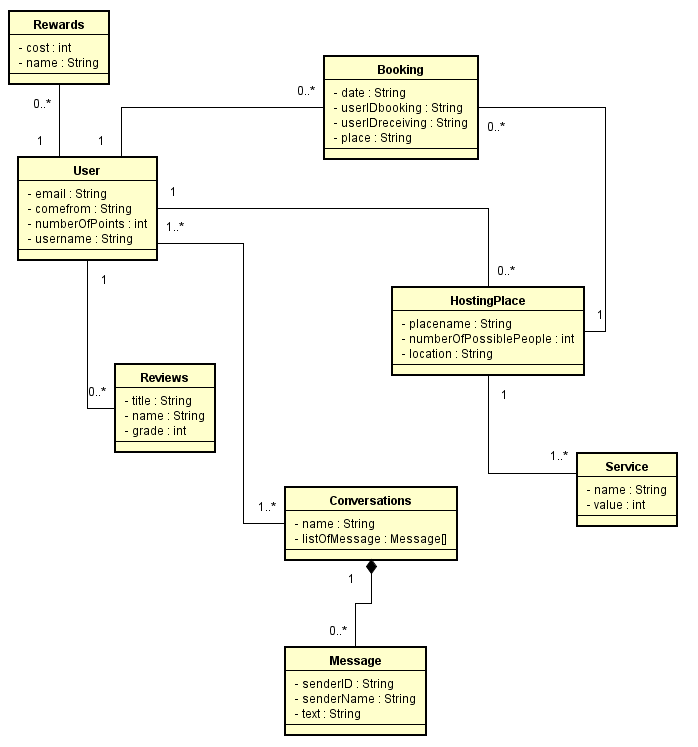 Rewards
- cost : int
- name : String
0..*
1
Booking
- date : String
- userIDbooking : String
- userIDreceiving : String
- place : String
0..*
0..*
1
User
- email : String
- comefrom : String
- numberOfPoints : int
- username : String
1
1..*
1
0..*
HostingPlace
- placename : String
- numberOfPossiblePeople : int
- location : String
1
1
Reviews
- title : String
- name : String
- grade : int
0..*
1..*
Service
- name : String
- value : int
1..*
Conversations
- name : String
- listOfMessage : Message[]
1
0..*
Message
- senderID : String
- senderName : String
- text : String